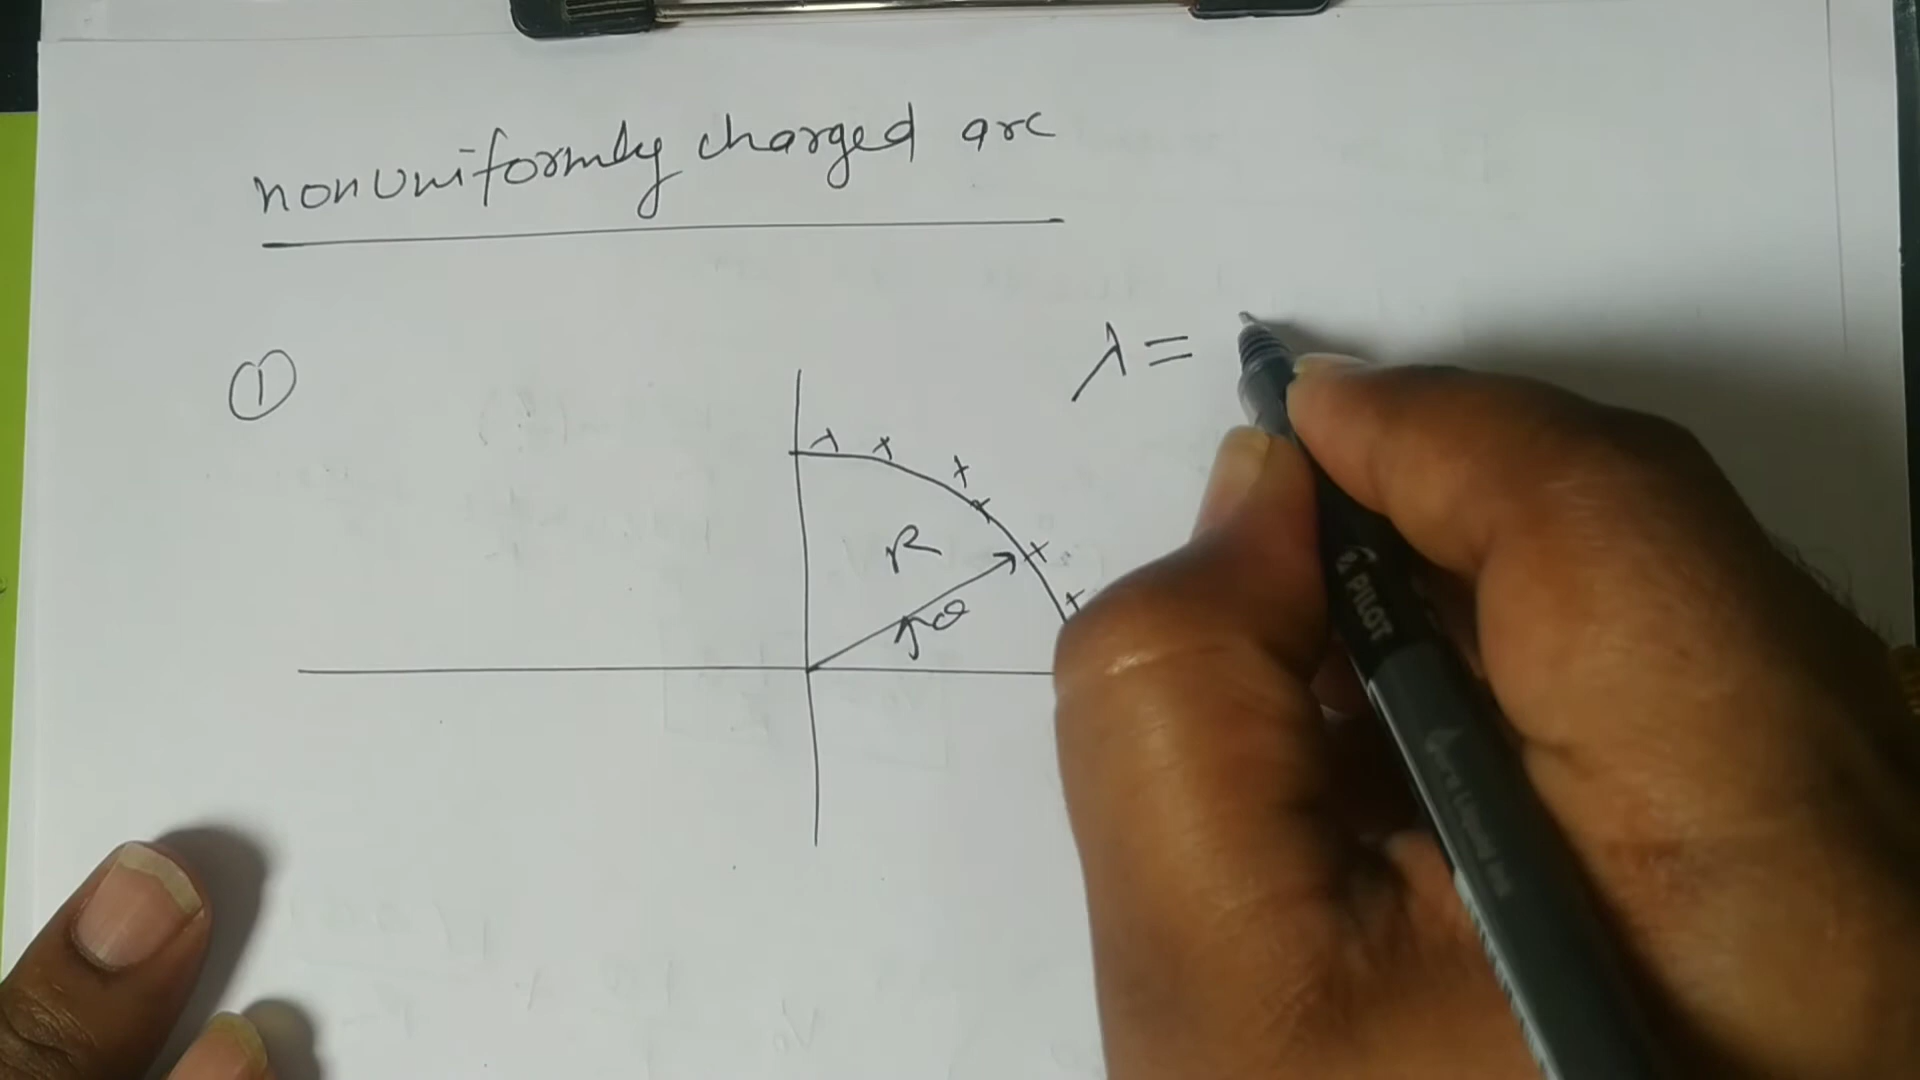 nonuniformly charged arc
①
λ =
λ + + + + +
R
θ
PILOT